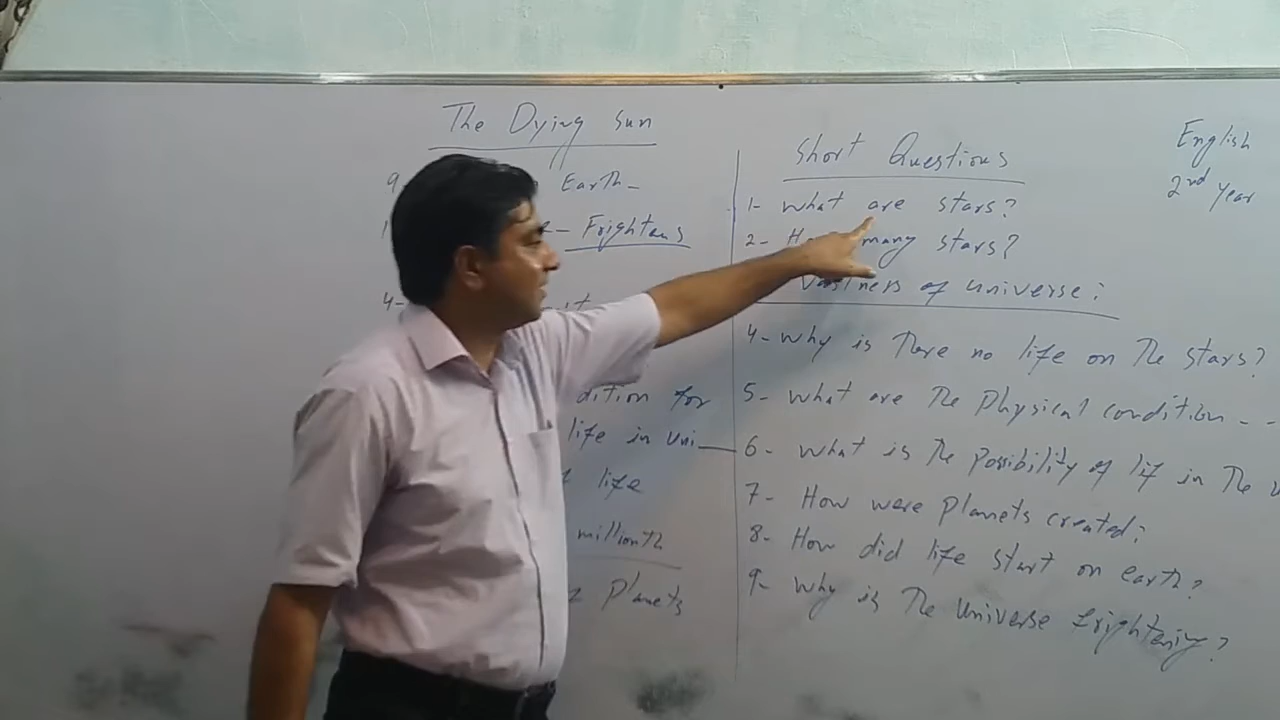 The Dying Sun
9
Earth
Frightens
4-
dition for
life in uni
life
millionth
Planets
Short Questions
1- What are stars?
2- H many stars?
Vastness of universe:
4- Why is there no life on the stars?
5- What are the Physical condition - -
6- What is the Possibility of lif in the
7- How were Planets created:
8- How did life start on earth?
9- Why is the Universe frightening?
English
2nd year